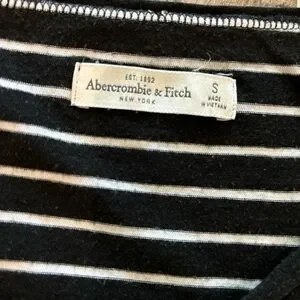 EST. 1892
Abercrombie & Fitch
NEW YORK
S
MADE
IN VIETNAM